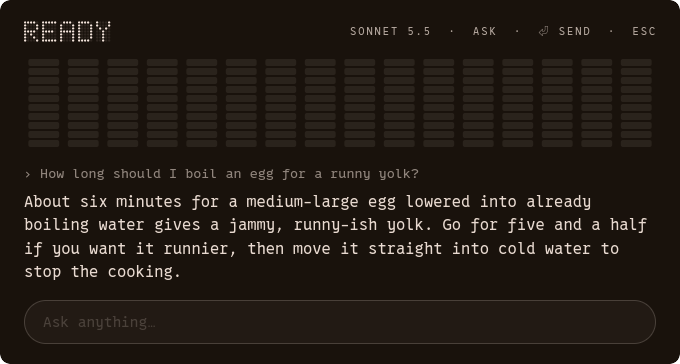 READY
SONNET 5.5 · ASK · ⏎ SEND · ESC
› How long should I boil an egg for a runny yolk?
About six minutes for a medium-large egg lowered into already
boiling water gives a jammy, runny-ish yolk. Go for five and a half
if you want it runnier, then move it straight into cold water to
stop the cooking.
Ask anything…